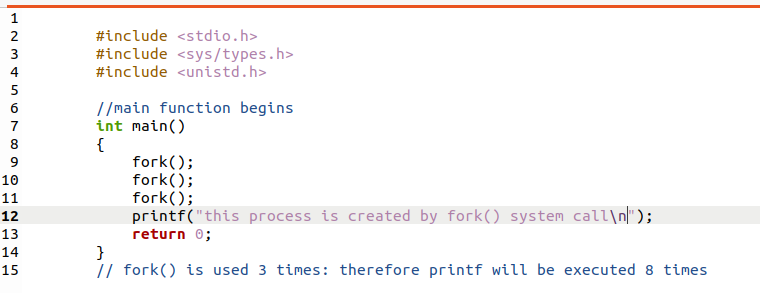 1
2 #include <stdio.h>
3 #include <sys/types.h>
4 #include <unistd.h>
5
6 //main function begins
7 int main()
8 {
9 fork();
10 fork();
11 fork();
12 printf("this process is created by fork() system call\n");
13 return 0;
14 }
15 // fork() is used 3 times: therefore printf will be executed 8 times